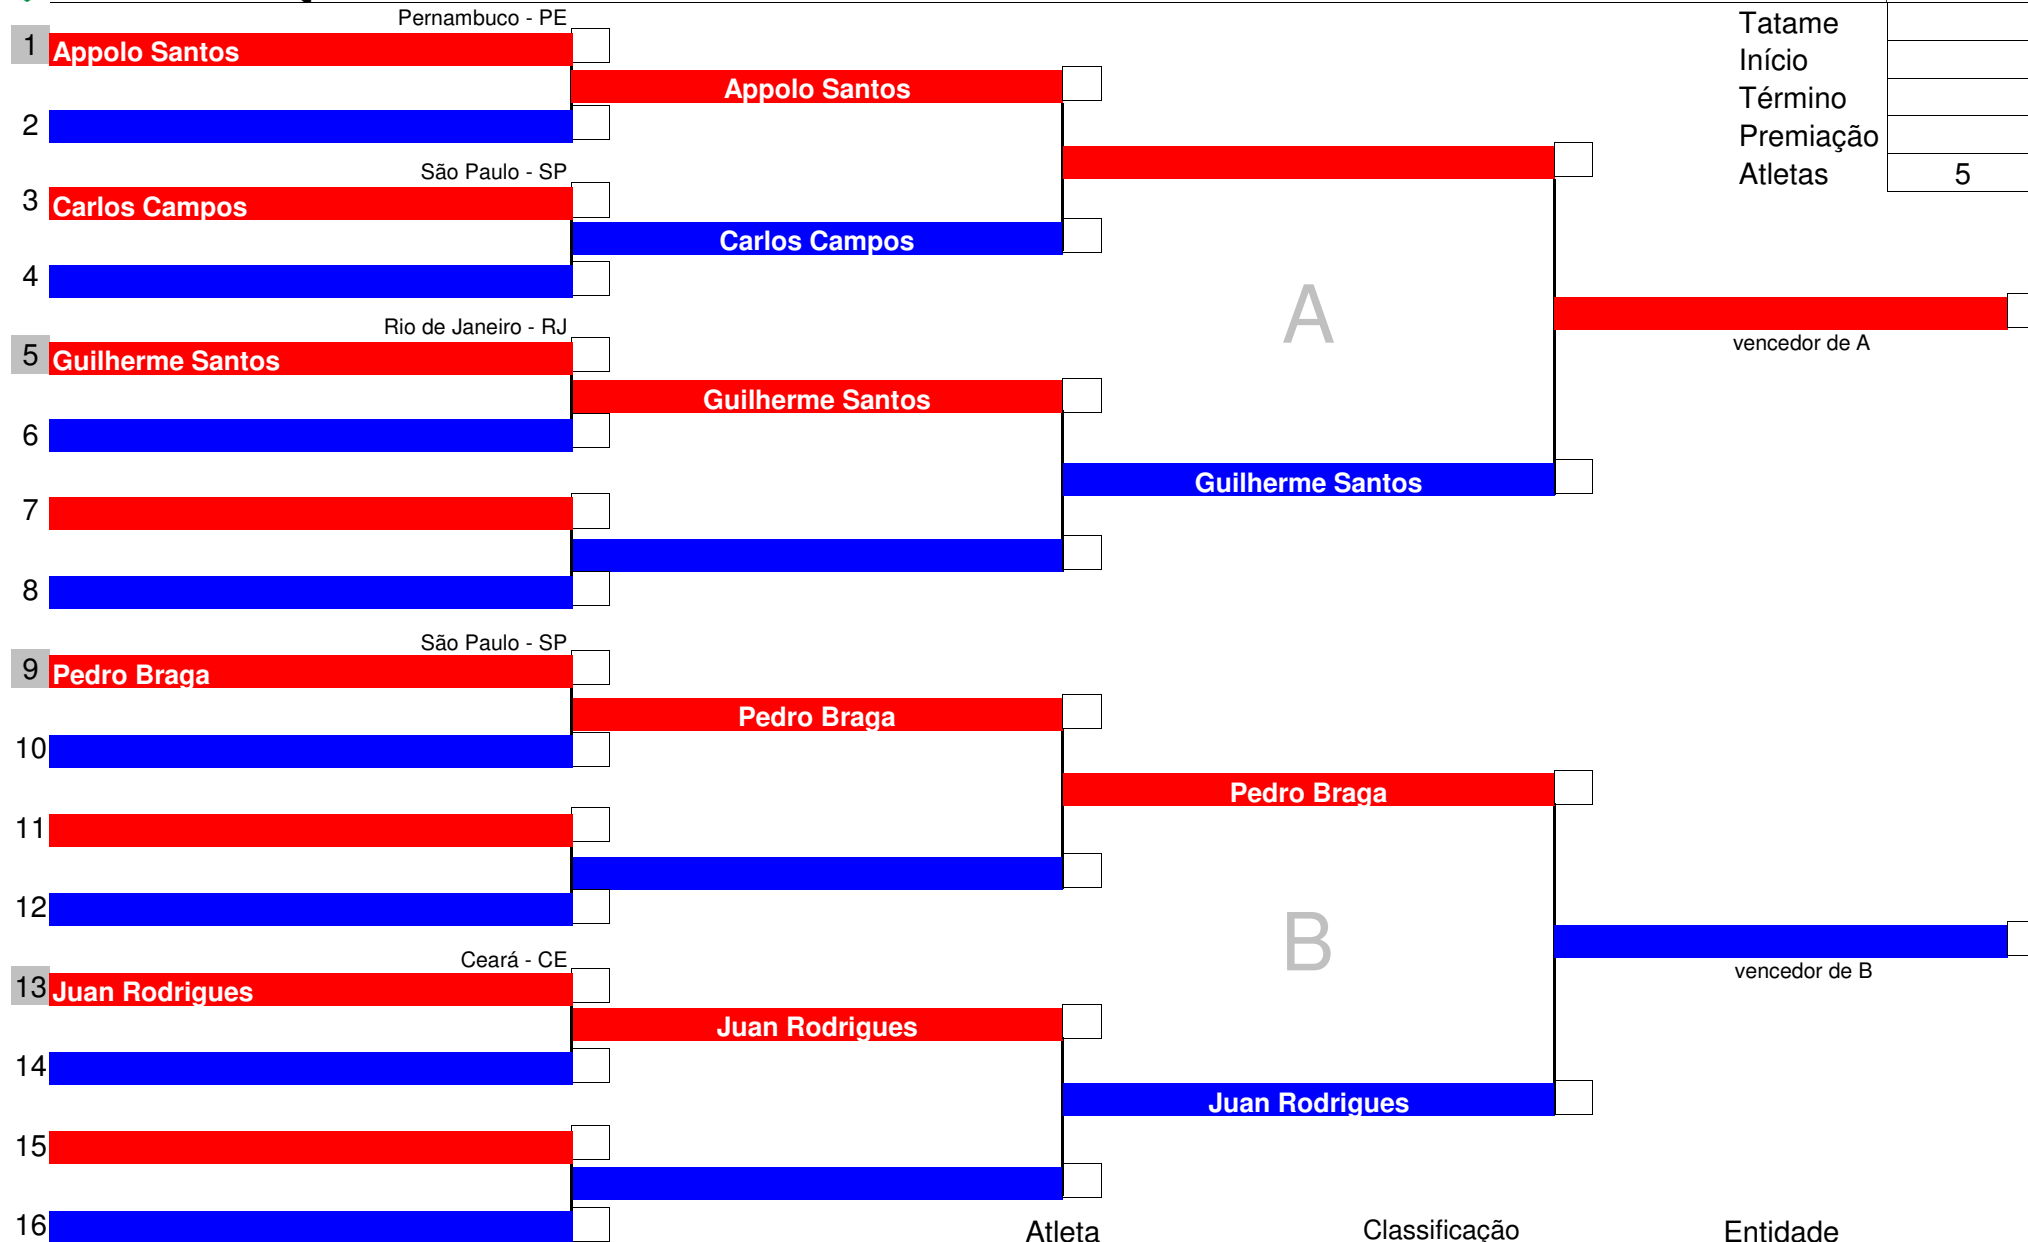 Pernambuco - PE
Tatame
1 Appolo Santos
Início
Appolo Santos
Término
2
Premiação
São Paulo - SP
Atletas 5
3 Carlos Campos
Carlos Campos
4
A
Rio de Janeiro - RJ
vencedor de A
5 Guilherme Santos
Guilherme Santos
6
Guilherme Santos
7
8
São Paulo - SP
9 Pedro Braga
Pedro Braga
10
Pedro Braga
11
12
B
Ceará - CE
vencedor de B
13 Juan Rodrigues
Juan Rodrigues
14
Juan Rodrigues
15
16
Atleta Classificação Entidade